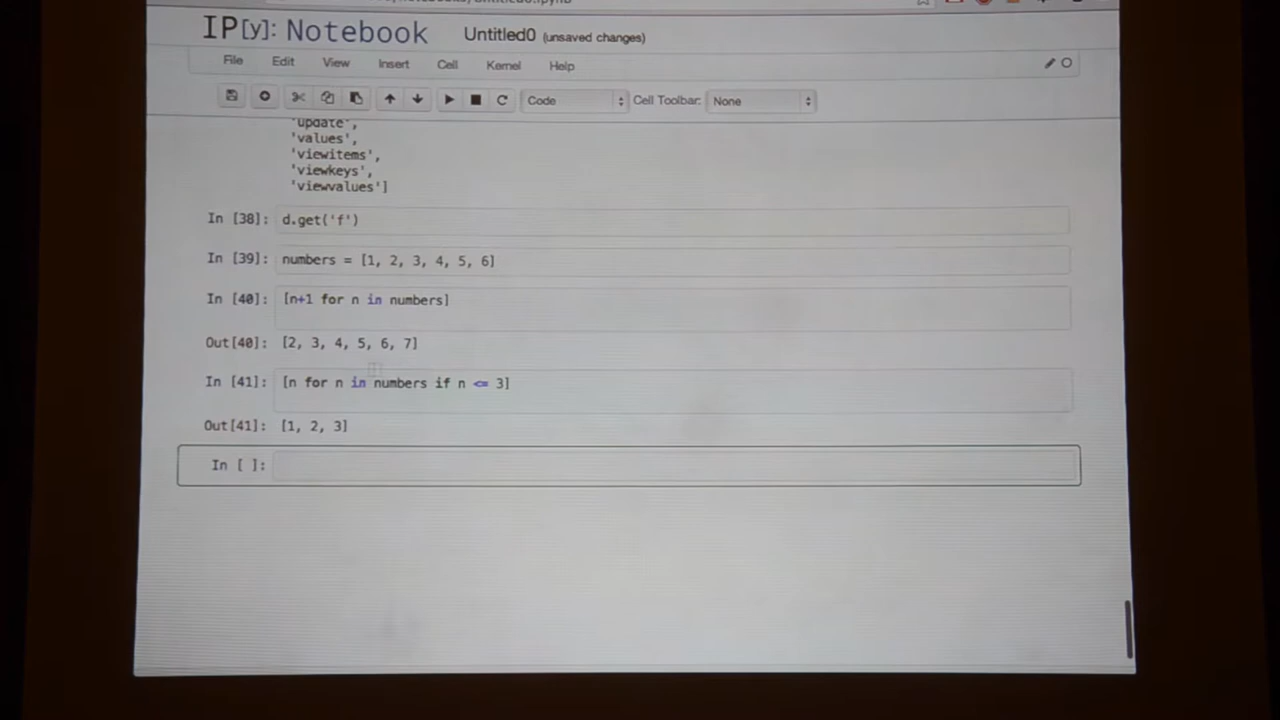 IP[y]: Notebook Untitled0 (unsaved changes)
File Edit View Insert Cell Kernel Help
Code Cell Toolbar: None
'update',
'values',
'viewitems',
'viewkeys',
'viewvalues']
In [38]: d.get('f')
In [39]: numbers = [1, 2, 3, 4, 5, 6]
In [40]: [n+1 for n in numbers]
Out[40]: [2, 3, 4, 5, 6, 7]
In [41]: [n for n in numbers if n <= 3]
Out[41]: [1, 2, 3]
In [ ]: